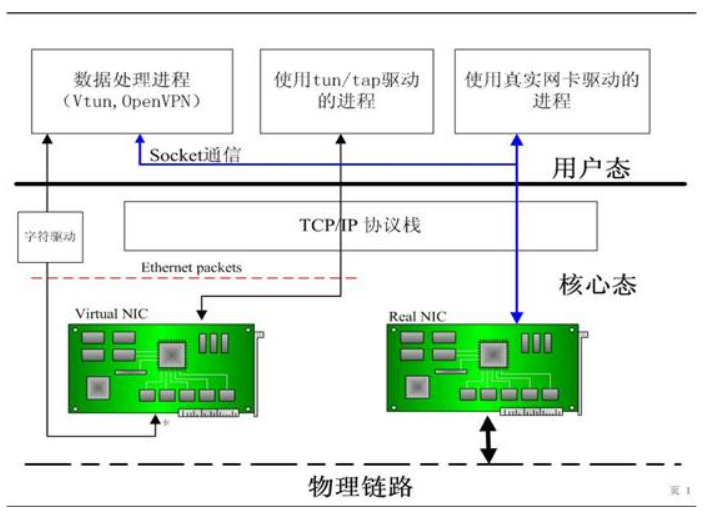 数据处理进程
(Vtun,OpenVPN)
使用tun/tap驱动
的进程
使用真实网卡驱动的
进程
Socket通信
用户态
字符驱动
TCP/IP 协议栈
Ethernet packets
核心态
Virtual NIC
Real NIC
卡
物理链路
页 1